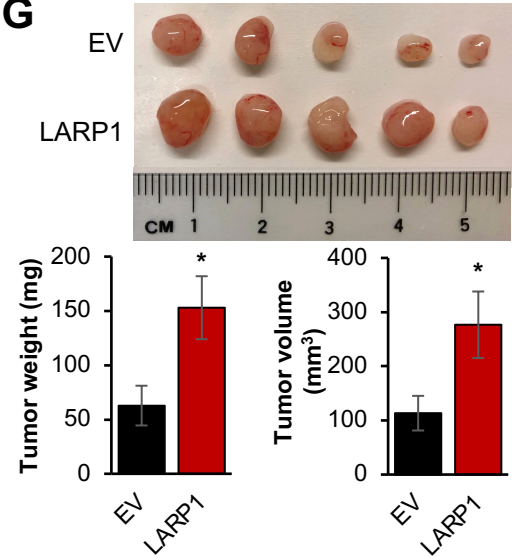 G
EV
LARP1
CM 1 2 3 4 5
Tumor weight (mg)
200
150
100
50
0
*
EV
LARP1
Tumor volume
(mm³)
400
300
200
100
0
*
EV
LARP1